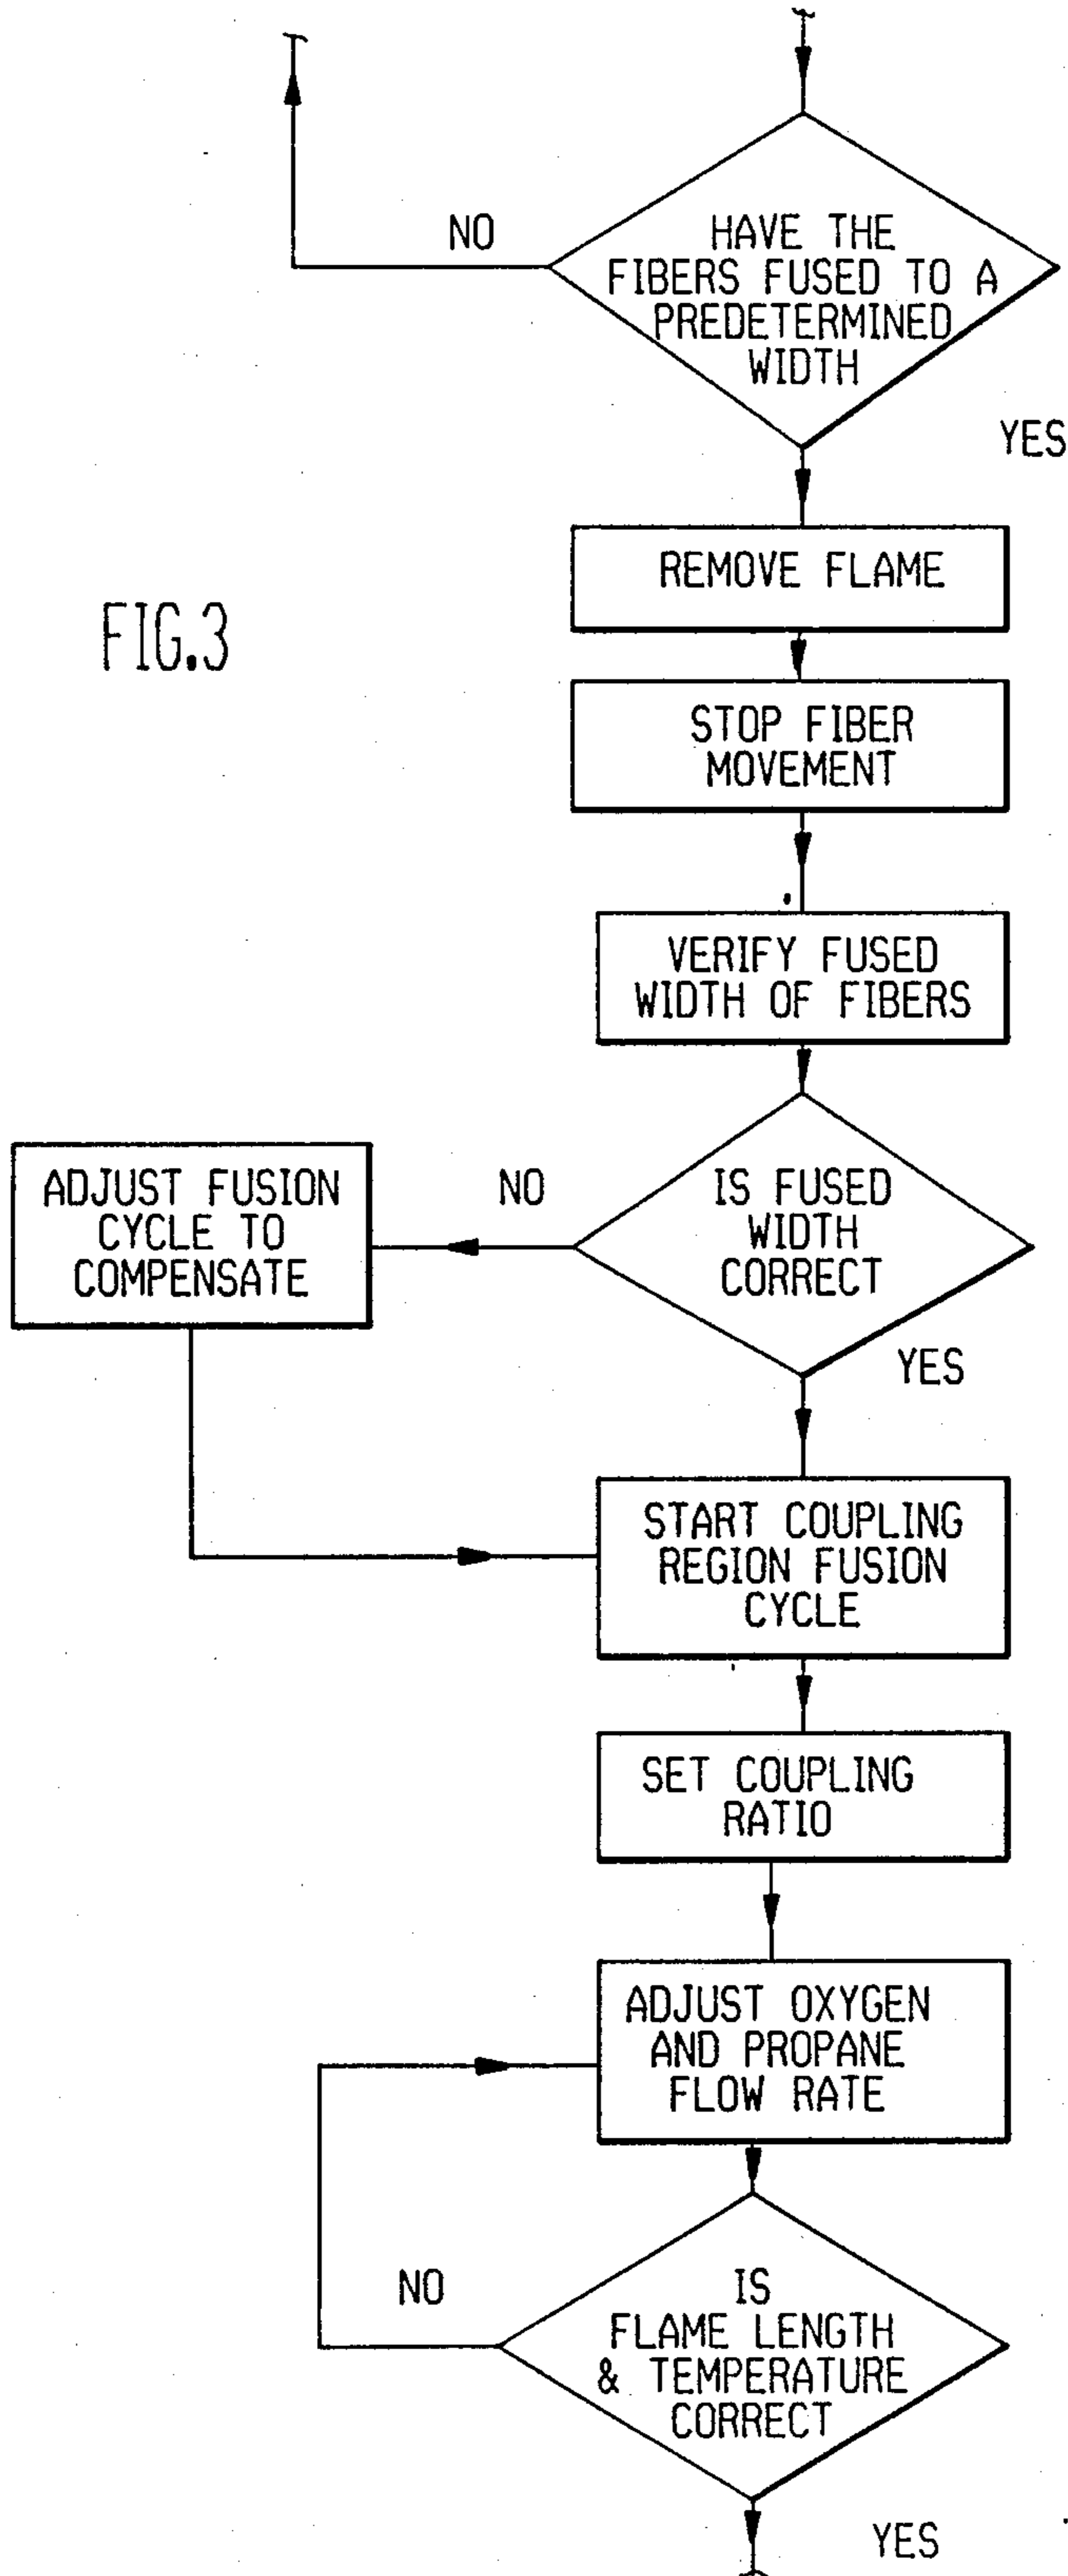 NO
HAVE THE
FIBERS FUSED TO A
PREDETERMINED
WIDTH
YES
REMOVE FLAME
FIG.3
STOP FIBER
MOVEMENT
VERIFY FUSED
WIDTH OF FIBERS
ADJUST FUSION
CYCLE TO
COMPENSATE
NO
IS FUSED
WIDTH
CORRECT
YES
START COUPLING
REGION FUSION
CYCLE
SET COUPLING
RATIO
ADJUST OXYGEN
AND PROPANE
FLOW RATE
NO
IS
FLAME LENGTH
& TEMPERATURE
CORRECT
YES